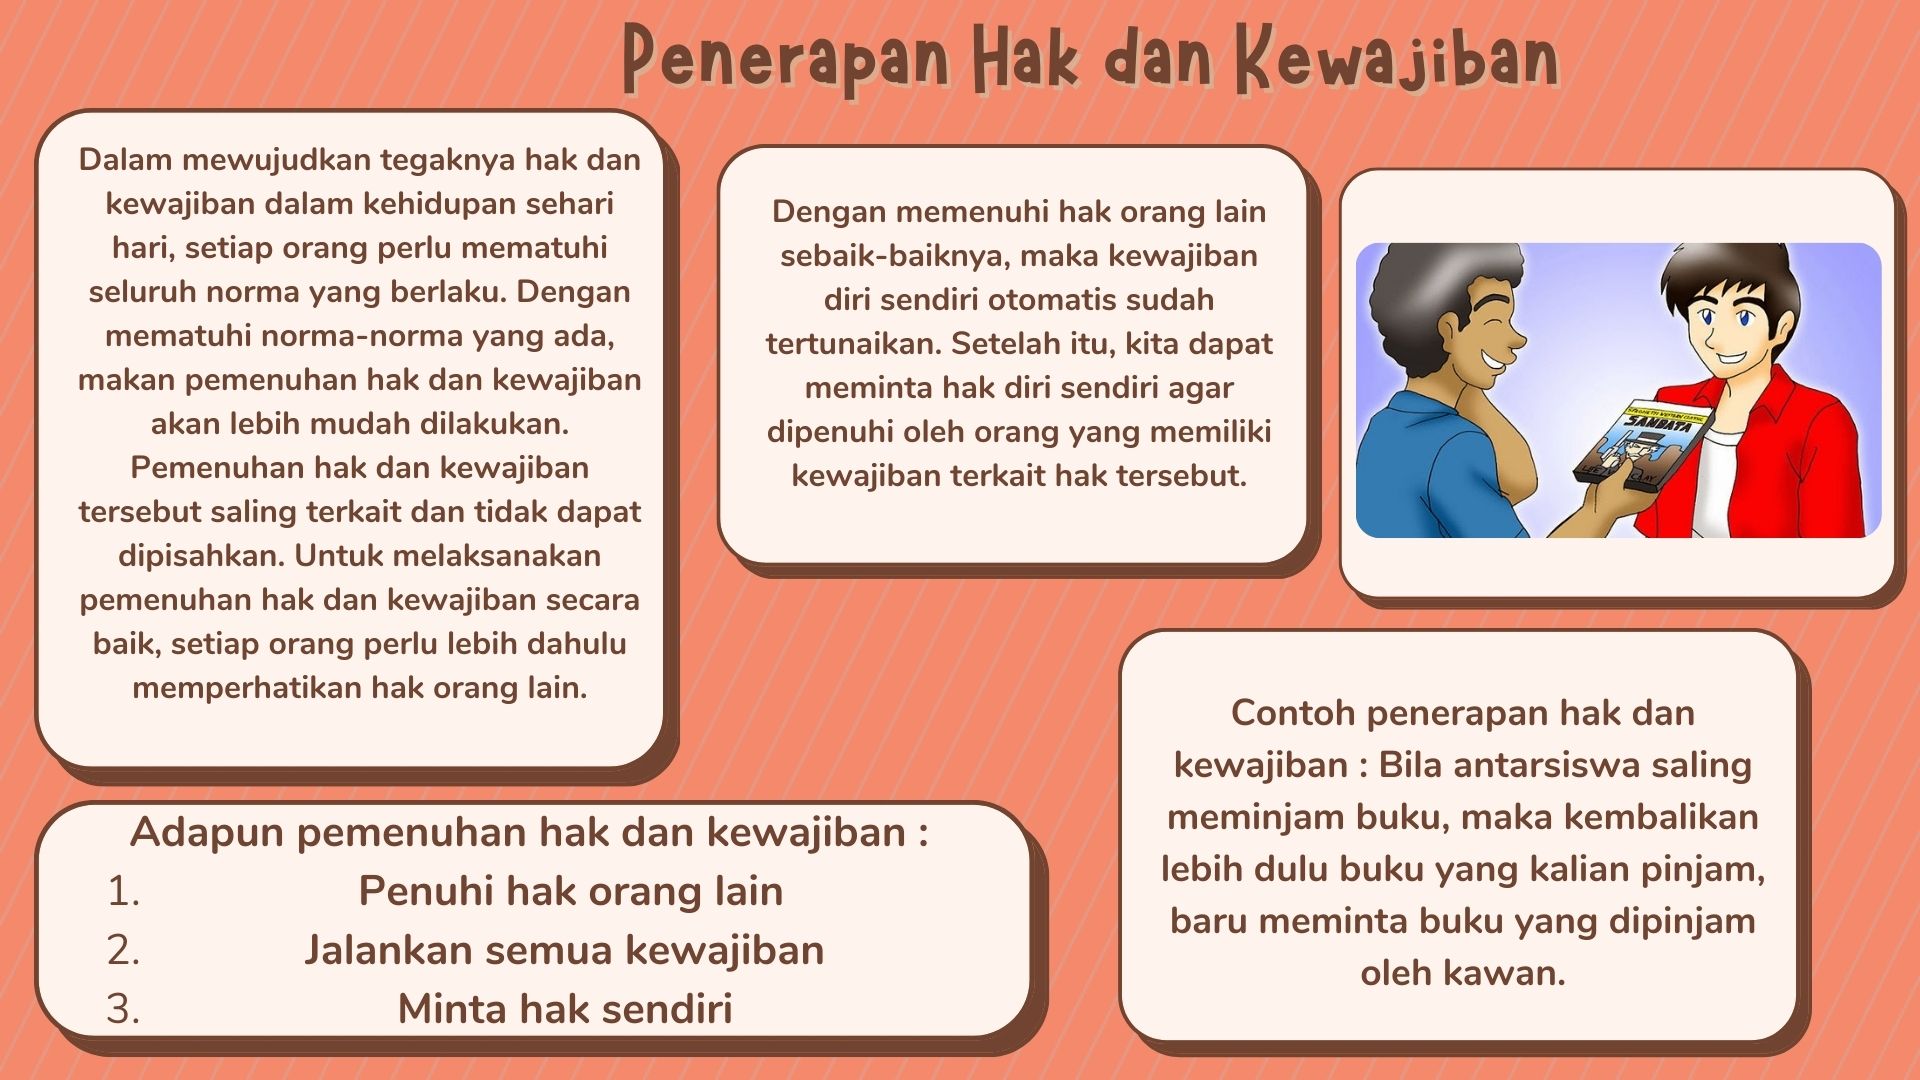 Penerapan Hak dan Kewajiban
Dalam mewujudkan tegaknya hak dan
kewajiban dalam kehidupan sehari
hari, setiap orang perlu mematuhi
seluruh norma yang berlaku. Dengan
mematuhi norma-norma yang ada,
makan pemenuhan hak dan kewajiban
akan lebih mudah dilakukan.
Pemenuhan hak dan kewajiban
tersebut saling terkait dan tidak dapat
dipisahkan. Untuk melaksanakan
pemenuhan hak dan kewajiban secara
baik, setiap orang perlu lebih dahulu
memperhatikan hak orang lain.
Dengan memenuhi hak orang lain
sebaik-baiknya, maka kewajiban
diri sendiri otomatis sudah
tertunaikan. Setelah itu, kita dapat
meminta hak diri sendiri agar
dipenuhi oleh orang yang memiliki
kewajiban terkait hak tersebut.
SPAGHETTI WESTERN
SANBATA
Adapun pemenuhan hak dan kewajiban :
1. Penuhi hak orang lain
2. Jalankan semua kewajiban
3. Minta hak sendiri
Contoh penerapan hak dan
kewajiban : Bila antarsiswa saling
meminjam buku, maka kembalikan
lebih dulu buku yang kalian pinjam,
baru meminta buku yang dipinjam
oleh kawan.